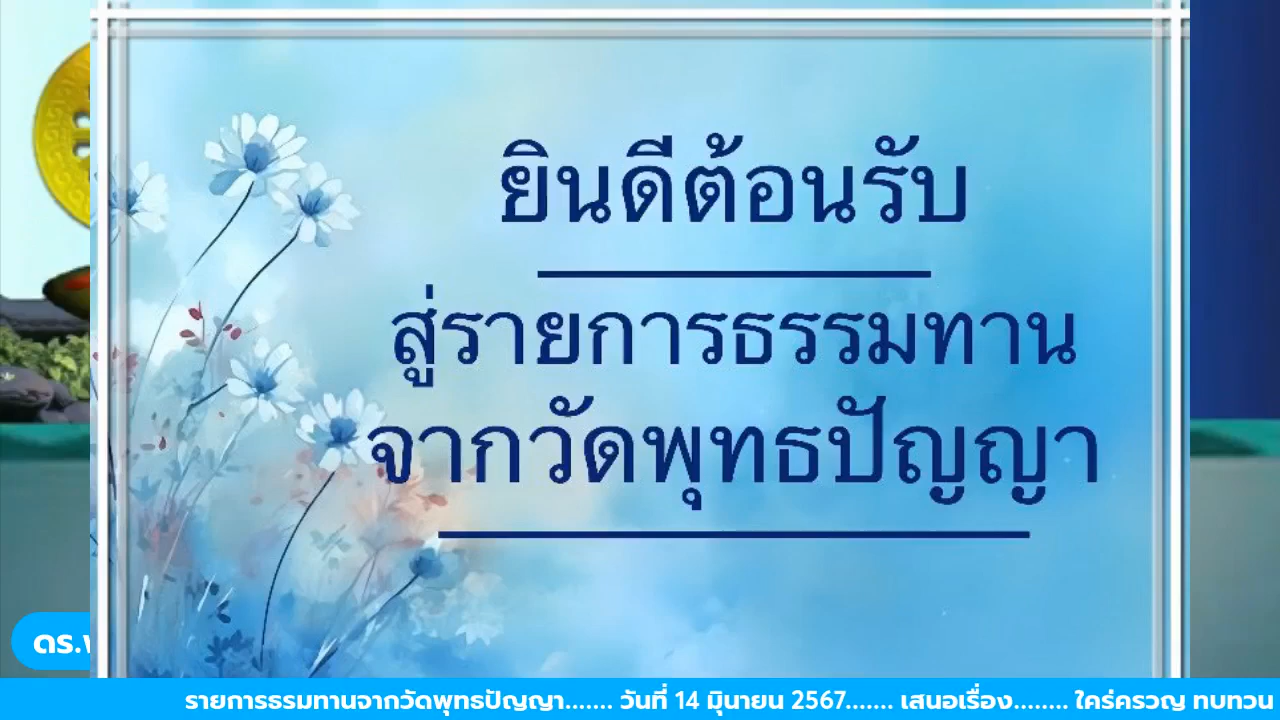 ยินดีต้อนรับ
สู่รายการธรรมทาน
จากวัดพุทธปัญญา
ดร.
รายการธรรมทานจากวัดพุทธปัญญา....... วันที่ 14 มิถุนายน 2567....... เสนอเรื่อง........ ใคร่ครวญ ทบทวน